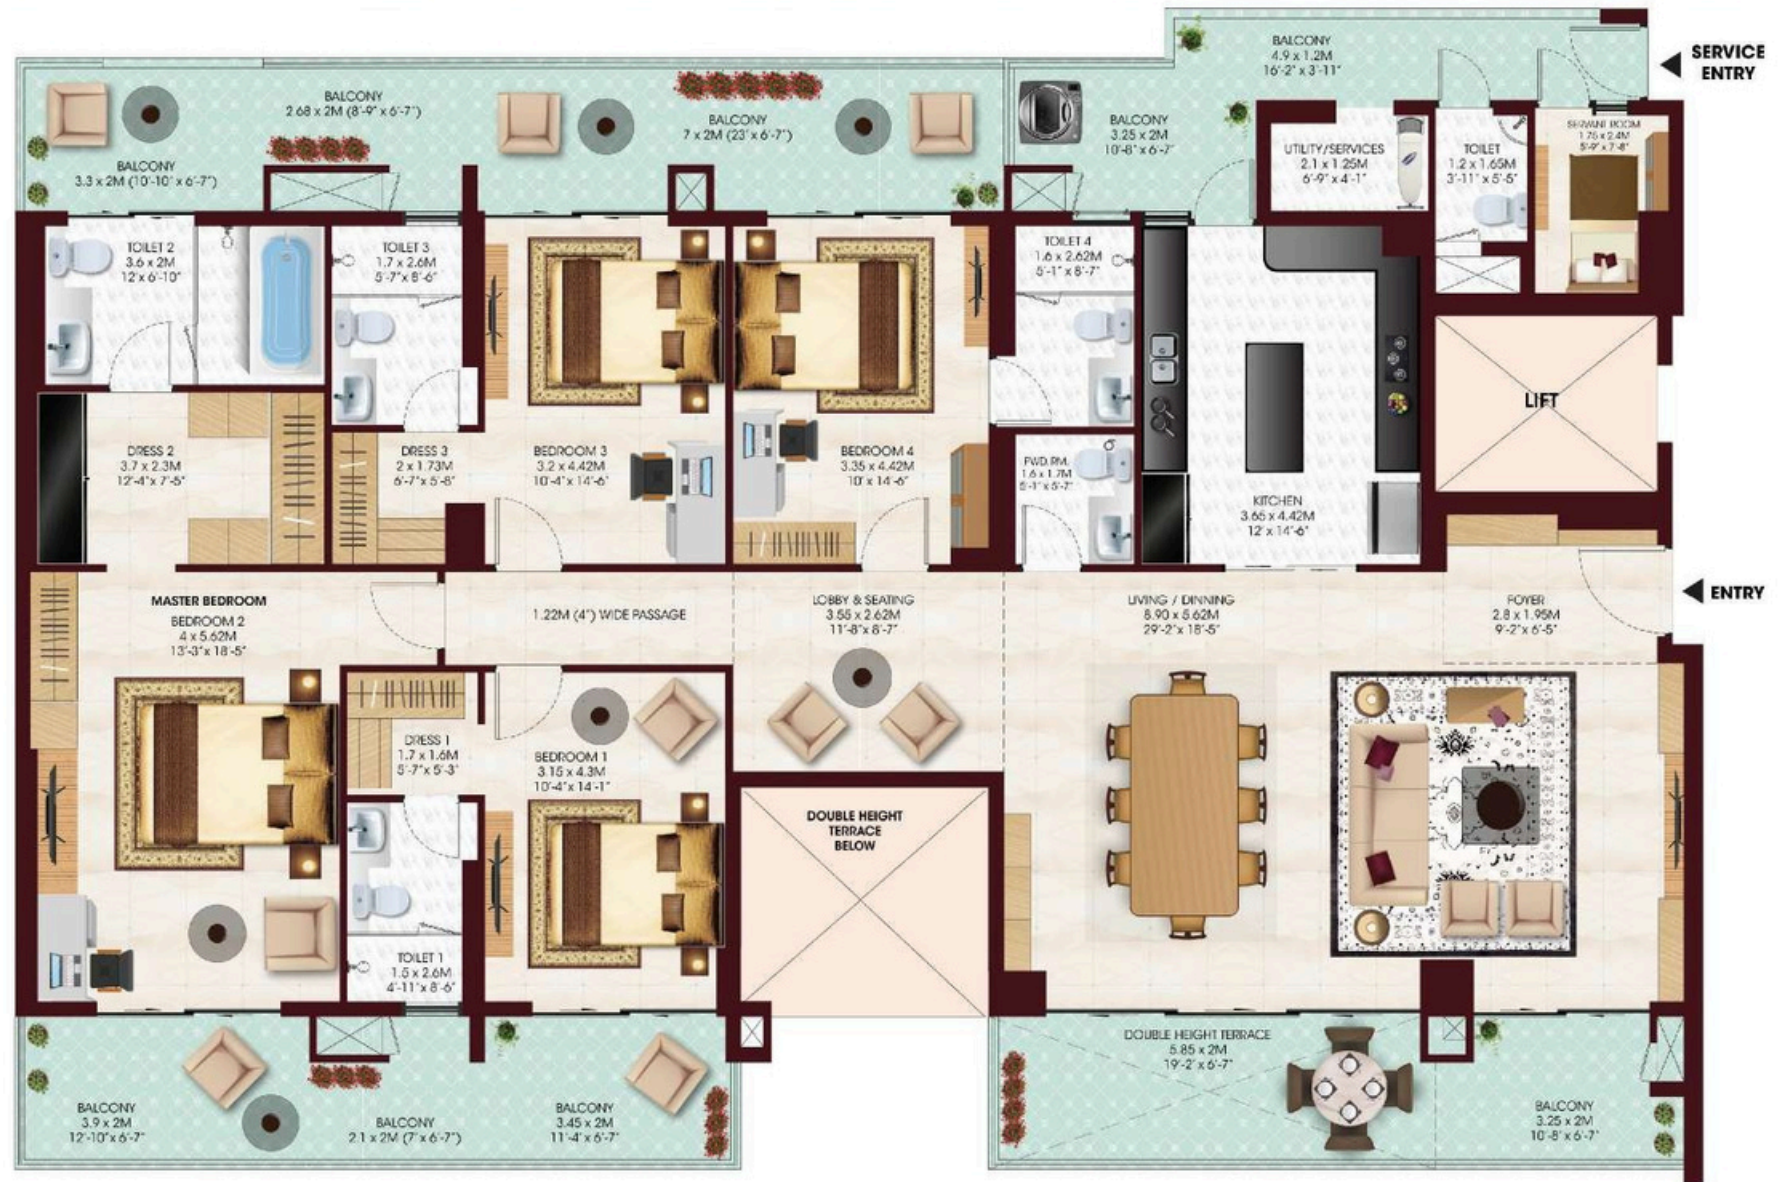 BALCONY
4.9 x 1.2M
16'-2" x 3'-11"
SERVICE
ENTRY
BALCONY
2.68 x 2M (8'-9" x 6'-7")
BALCONY
7 x 2M (23' x 6'-7")
BALCONY
3.25 x 2M
10'-8" x 6'-7"
BALCONY
3.3 x 2M (10'-10" x 6'-7")
UTILITY/SERVICES
2.1 x 1.25M
6'-9" x 4'-1"
TOILET
1.2 x 1.65M
3'-11" x 5'-5"
SERVANT ROOM
1.75 x 2.4M
5'-9" x 7'-8"
TOILET 2
3.6 x 2M
12' x 6'-10"
TOILET 3
1.7 x 2.6M
5'-7" x 8'-6"
TOILET 4
1.6 x 2.62M
5'-1" x 8'-7"
LIFT
DRESS 2
3.7 x 2.3M
12'-4" x 7'-5"
DRESS 3
2 x 1.73M
6'-7" x 5'-8"
BEDROOM 3
3.2 x 4.42M
10'-4" x 14'-6"
BEDROOM 4
3.35 x 4.42M
10' x 14'-6"
PWD. RM.
1.6 x 1.7M
5'-1" x 5'-7"
KITCHEN
3.65 x 4.42M
12' x 14'-6"
ENTRY
MASTER BEDROOM
BEDROOM 2
4 x 5.62M
13'-3" x 18'-5"
1.22M (4") WIDE PASSAGE
LOBBY & SEATING
3.55 x 2.62M
11'-8" x 8'-7"
LIVING / DINNING
8.90 x 5.62M
29'-2" x 18'-5"
FOYER
2.8 x 1.95M
9'-2" x 6'-5"
DRESS 1
1.7 x 1.6M
5'-7" x 5'-3"
BEDROOM 1
3.15 x 4.3M
10'-4" x 14'-1"
DOUBLE HEIGHT
TERRACE
BELOW
TOILET 1
1.5 x 2.6M
4'-11" x 8'-6"
DOUBLE HEIGHT TERRACE
5.85 x 2M
19'-2" x 6'-7"
BALCONY
3.9 x 2M
12'-10" x 6'-7"
BALCONY
2.1 x 2M (7' x 6'-7")
BALCONY
3.45 x 2M
11'-4" x 6'-7"
BALCONY
3.25 x 2M
10'-8" x 6'-7"